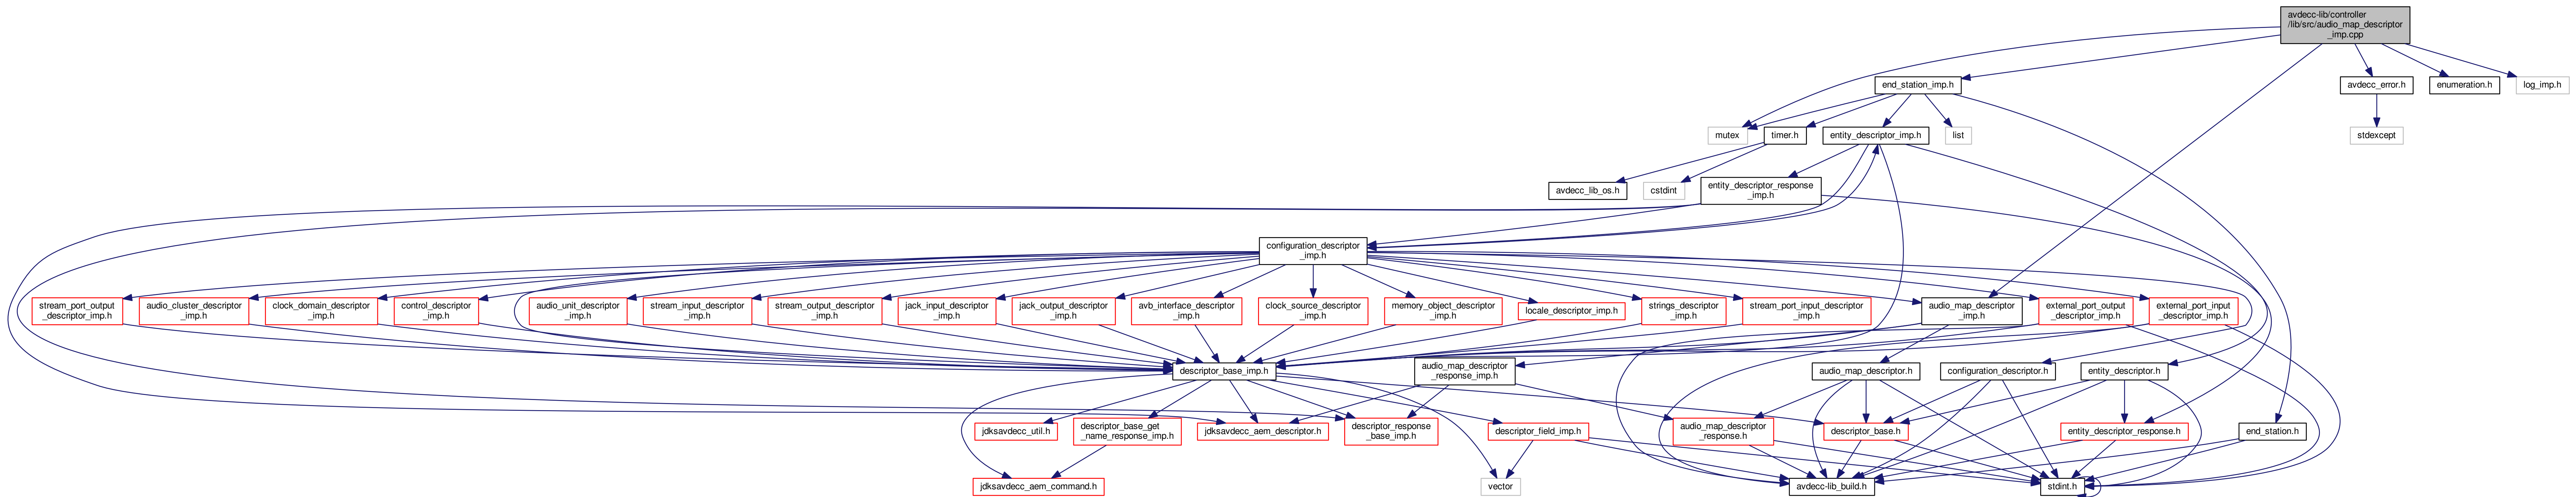 avdecc-lib/controller
/lib/src/audio_map_descriptor
_imp.cpp
end_station_imp.h
avdecc_error.h
enumeration.h
log_imp.h
mutex
timer.h
entity_descriptor_imp.h
list
stdexcept
avdecc_lib_os.h
cstdint
entity_descriptor_response
_imp.h
configuration_descriptor
_imp.h
stream_port_output
_descriptor_imp.h
audio_cluster_descriptor
_imp.h
clock_domain_descriptor
_imp.h
control_descriptor
_imp.h
audio_unit_descriptor
_imp.h
stream_input_descriptor
_imp.h
stream_output_descriptor
_imp.h
jack_input_descriptor
_imp.h
jack_output_descriptor
_imp.h
avb_interface_descriptor
_imp.h
clock_source_descriptor
_imp.h
memory_object_descriptor
_imp.h
locale_descriptor_imp.h
strings_descriptor
_imp.h
stream_port_input_descriptor
_imp.h
audio_map_descriptor
_imp.h
external_port_output
_descriptor_imp.h
external_port_input
_descriptor_imp.h
descriptor_base_imp.h
audio_map_descriptor
_response_imp.h
audio_map_descriptor.h
configuration_descriptor.h
entity_descriptor.h
jdksavdecc_util.h
descriptor_base_get
_name_response_imp.h
jdksavdecc_aem_descriptor.h
descriptor_response
_base_imp.h
descriptor_field_imp.h
audio_map_descriptor
_response.h
descriptor_base.h
entity_descriptor_response.h
end_station.h
jdksavdecc_aem_command.h
vector
avdecc-lib_build.h
stdint.h